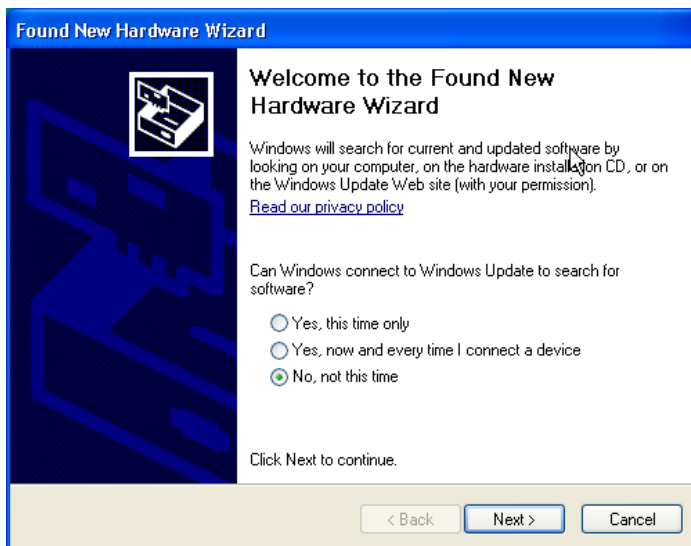 Found New Hardware Wizard
Welcome to the Found New
Hardware Wizard
Windows will search for current and updated software by
looking on your computer, on the hardware installation CD, or on
the Windows Update Web site (with your permission).
Read our privacy policy
Can Windows connect to Windows Update to search for
software?
Yes, this time only
Yes, now and every time I connect a device
No, not this time
Click Next to continue.
< Back
Next >
Cancel